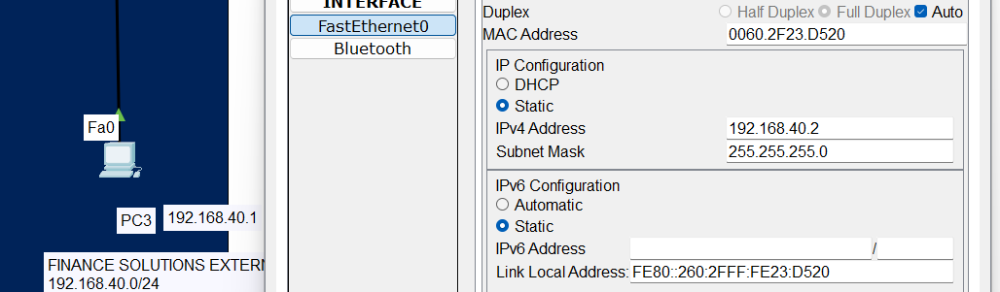 Fa0
PC3
192.168.40.1
FINANCE SOLUTIONS EXTERN
192.168.40.0/24
INTERFACE
FastEthernet0
Bluetooth
Duplex Half Duplex Full Duplex Auto
MAC Address 0060.2F23.D520
IP Configuration
DHCP
Static
IPv4 Address 192.168.40.2
Subnet Mask 255.255.255.0
IPv6 Configuration
Automatic
Static
IPv6 Address /
Link Local Address: FE80::260:2FFF:FE23:D520